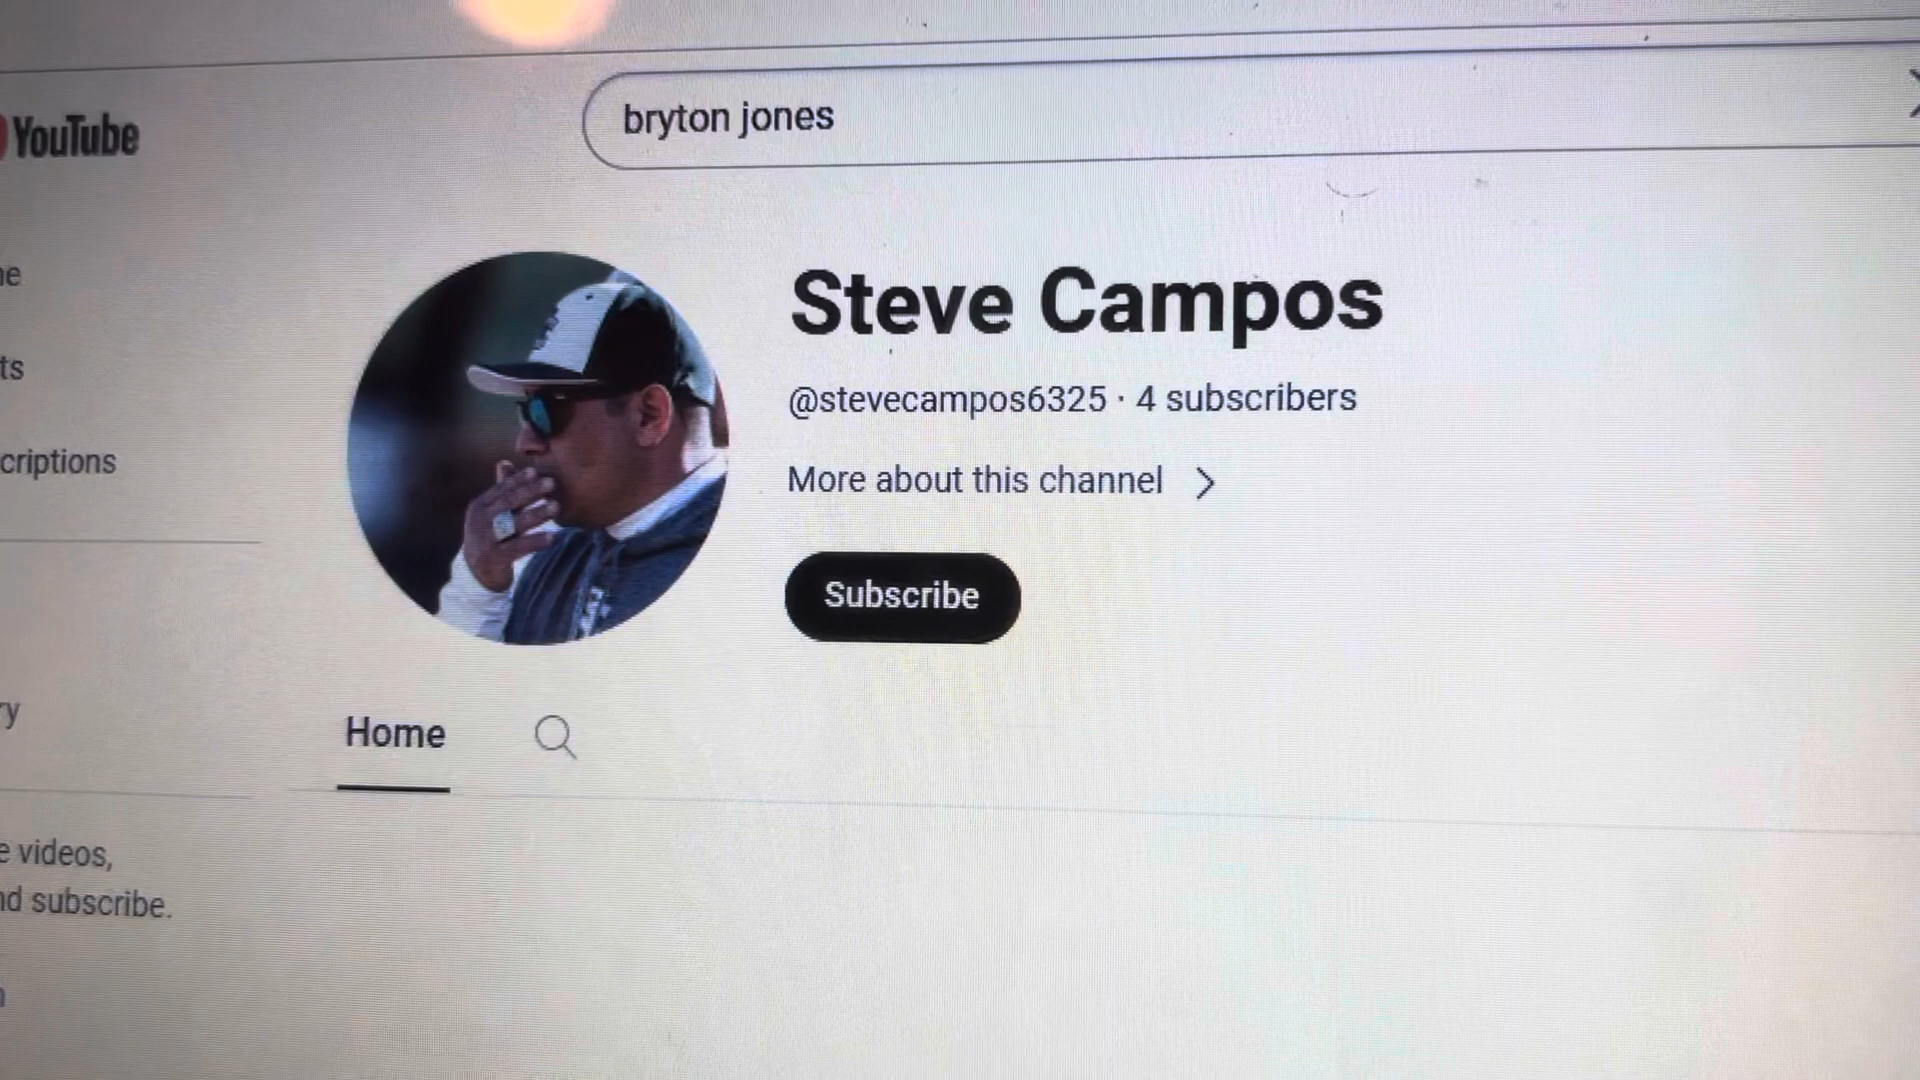 YouTube
bryton jones
Steve Campos
@stevecampos6325 · 4 subscribers
More about this channel
Subscribe
Home
ne
ts
criptions
ry
e videos,
nd subscribe.